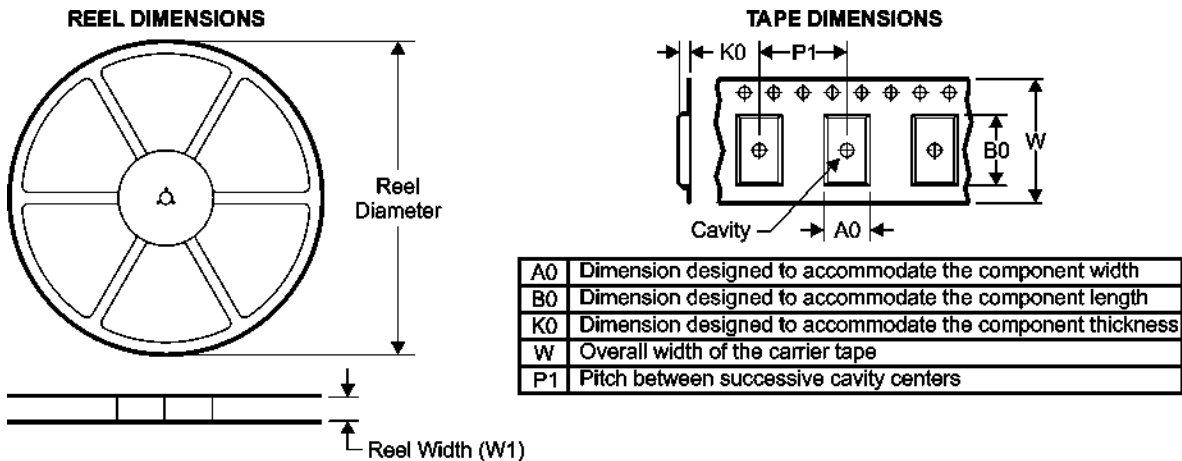 REEL DIMENSIONS
Reel
Diameter
Reel Width (W1)
TAPE DIMENSIONS
K0
P1
B0
W
Cavity
A0
A0 Dimension designed to accommodate the component width
B0 Dimension designed to accommodate the component length
K0 Dimension designed to accommodate the component thickness
W Overall width of the carrier tape
P1 Pitch between successive cavity centers